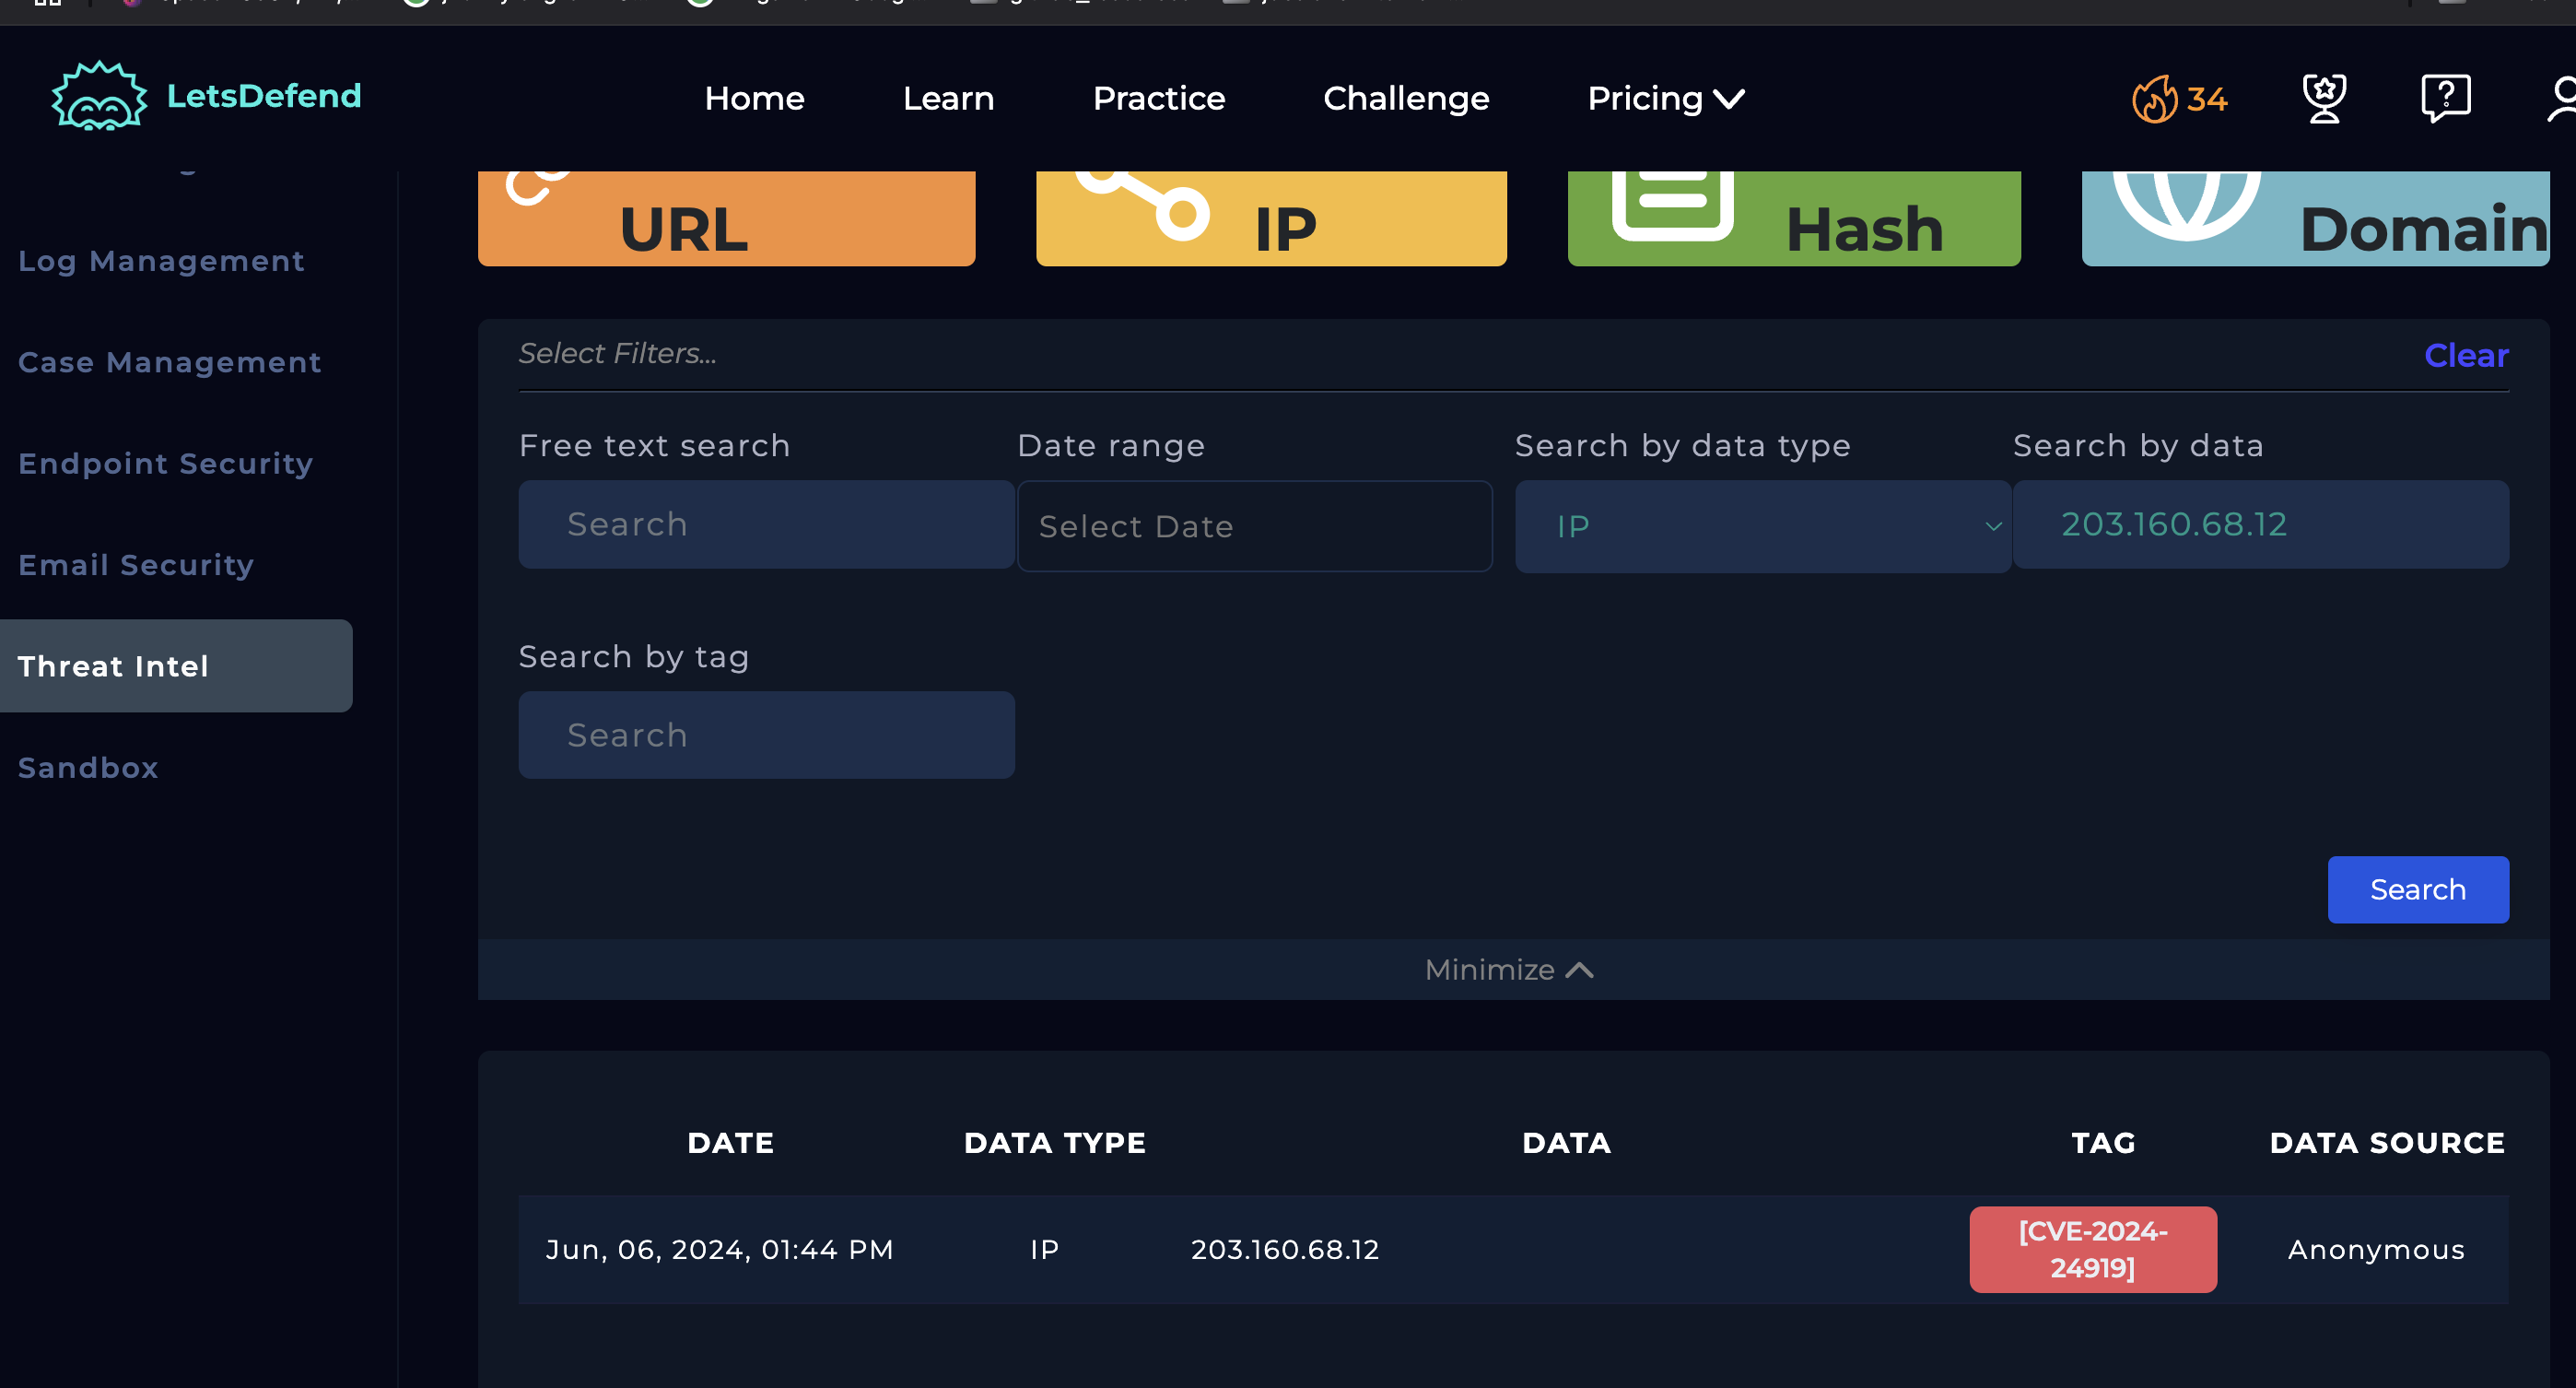 LetsDefend
Home Learn Practice Challenge Pricing
34
URL IP Hash Domain
Log Management
Case Management
Endpoint Security
Email Security
Threat Intel
Sandbox
Select Filters...
Clear
Free text search Date range Search by data type Search by data
Search Select Date IP 203.160.68.12
Search by tag
Search
Search
Minimize
DATE DATA TYPE DATA TAG DATA SOURCE
Jun, 06, 2024, 01:44 PM IP 203.160.68.12 [CVE-2024-
24919] Anonymous